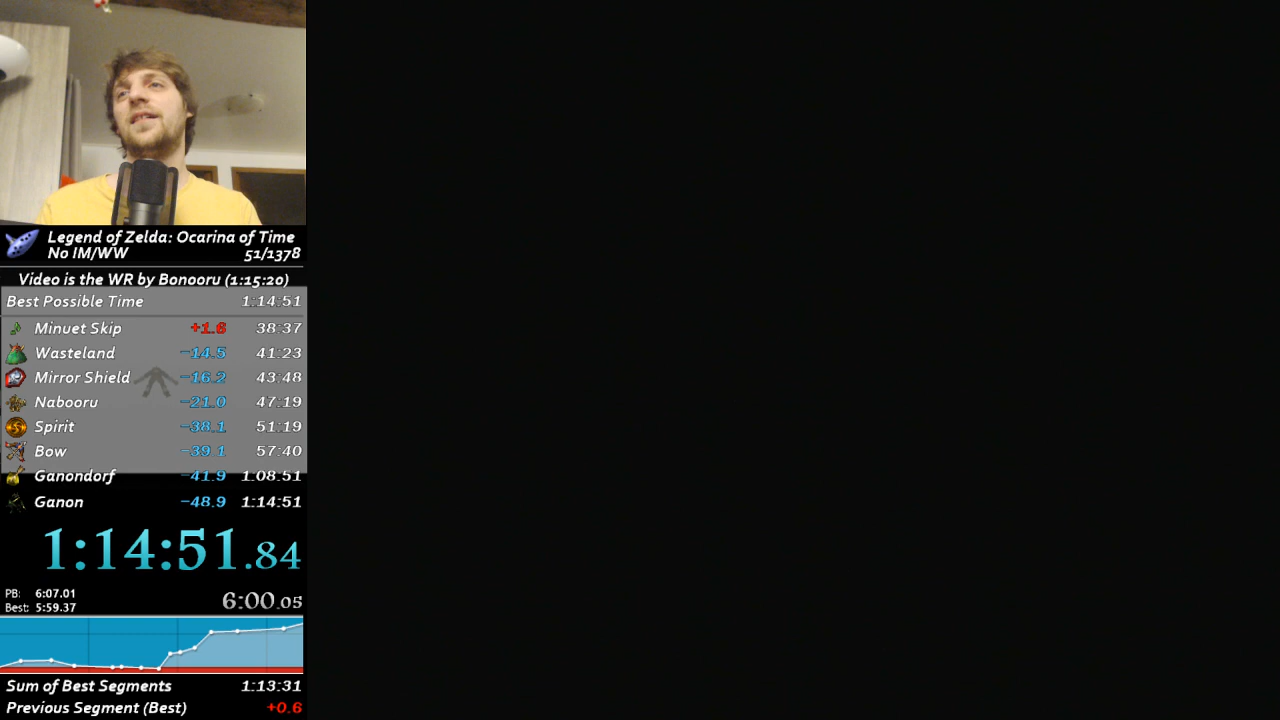 Legend of Zelda: Ocarina of Time
No IM/WW 51/1378
Video is the WR by Bonooru (1:15:20)
Best Possible Time 1:14:51
Minuet Skip +1.6 38:37
Wasteland -14.5 41:23
Mirror Shield -16.2 43:48
Nabooru -21.0 47:19
Spirit -38.1 51:19
Bow -39.1 57:40
Ganondorf -41.9 1:08:51
Ganon -48.9 1:14:51
1:14:51.84
PB: 6:07.01
Best: 5:59.37
6:00.05
Sum of Best Segments 1:13:31
Previous Segment (Best) +0.6